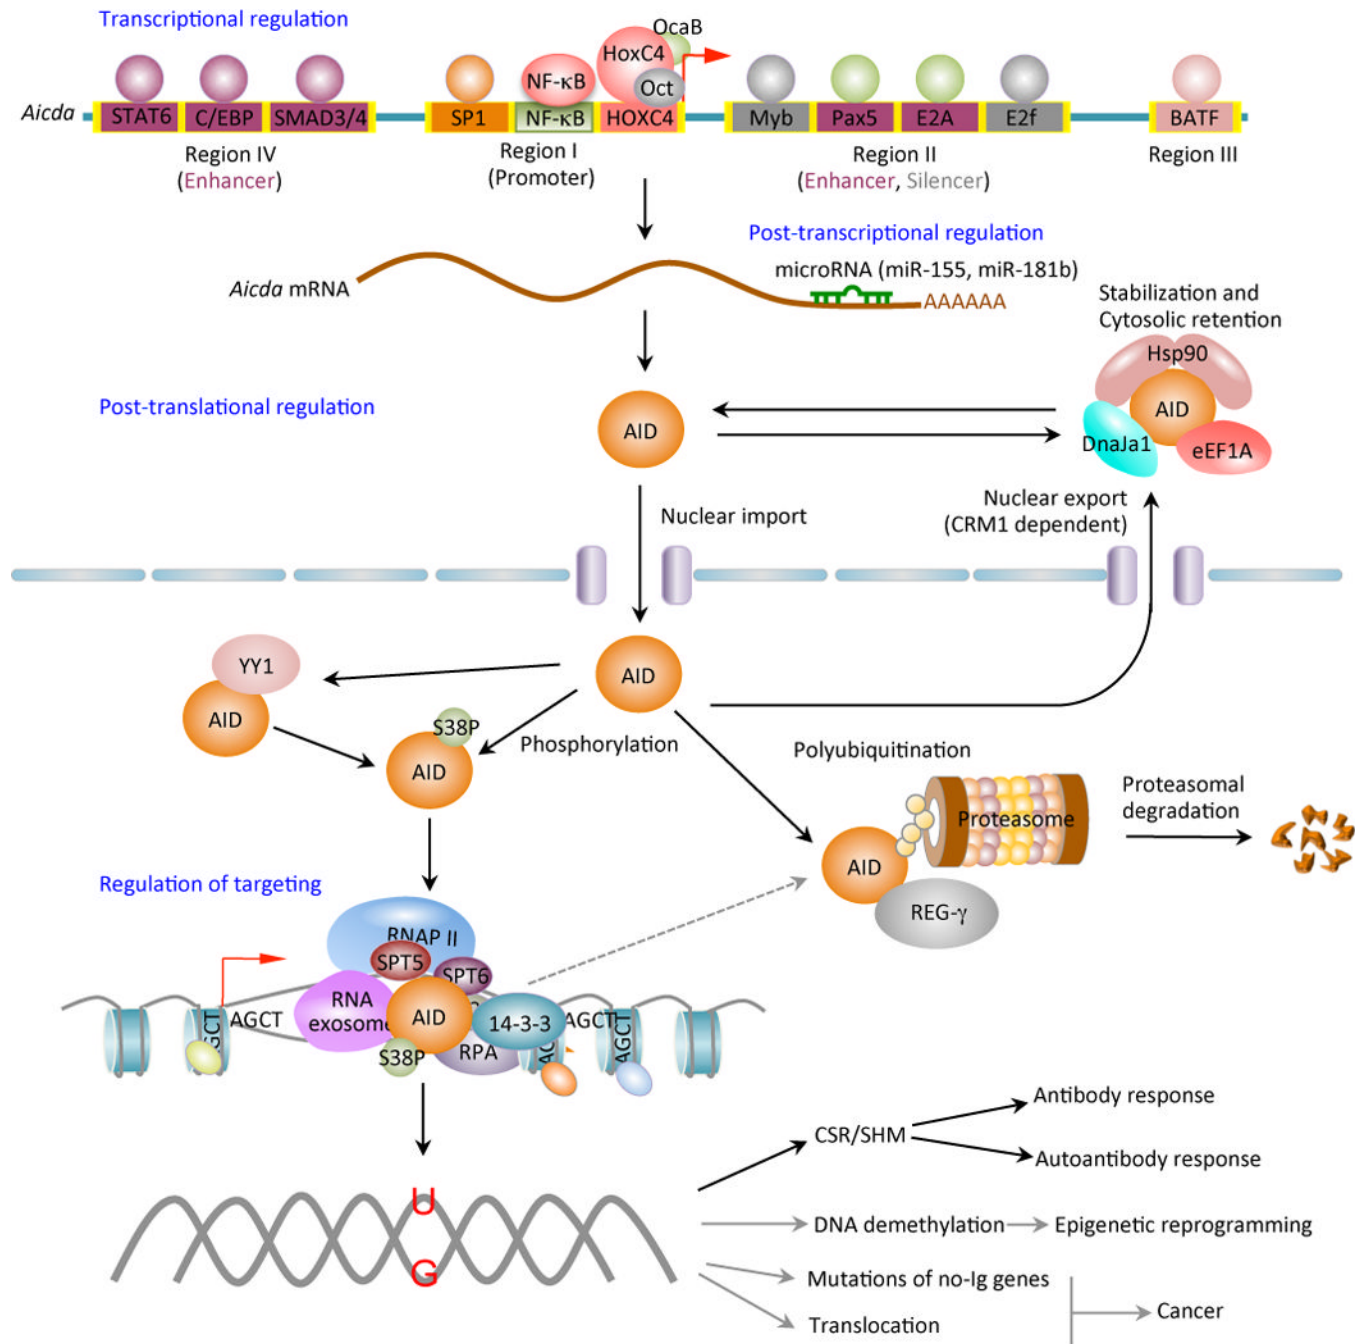 Transcriptional regulation
OcaB
HoxC4
NF-κB
Oct
Aicda
STAT6
C/EBP
SMAD3/4
SP1
NF-κB
HOXC4
Myb
Pax5
E2A
E2f
BATF
Region IV
(Enhancer)
Region I
(Promoter)
Region II
(Enhancer, Silencer)
Region III
Post-transcriptional regulation
microRNA (miR-155, miR-181b)
Aicda mRNA
AAAAAA
Stabilization and
Cytosolic retention
Hsp90
AID
DnaJa1
eEF1A
Post-translational regulation
AID
Nuclear import
Nuclear export
(CRM1 dependent)
YY1
AID
AID
S38P
AID
Phosphorylation
Polyubiquitination
Proteasome
AID
REG-γ
Proteasomal
degradation
Regulation of targeting
RNAP II
SPT5
SPT6
RNA
exosome
AID
14-3-3
RPA
S38P
AGCT
AGCT
AGCT
U
G
CSR/SHM
Antibody response
Autoantibody response
DNA demethylation
Epigenetic reprogramming
Mutations of no-Ig genes
Translocation
Cancer